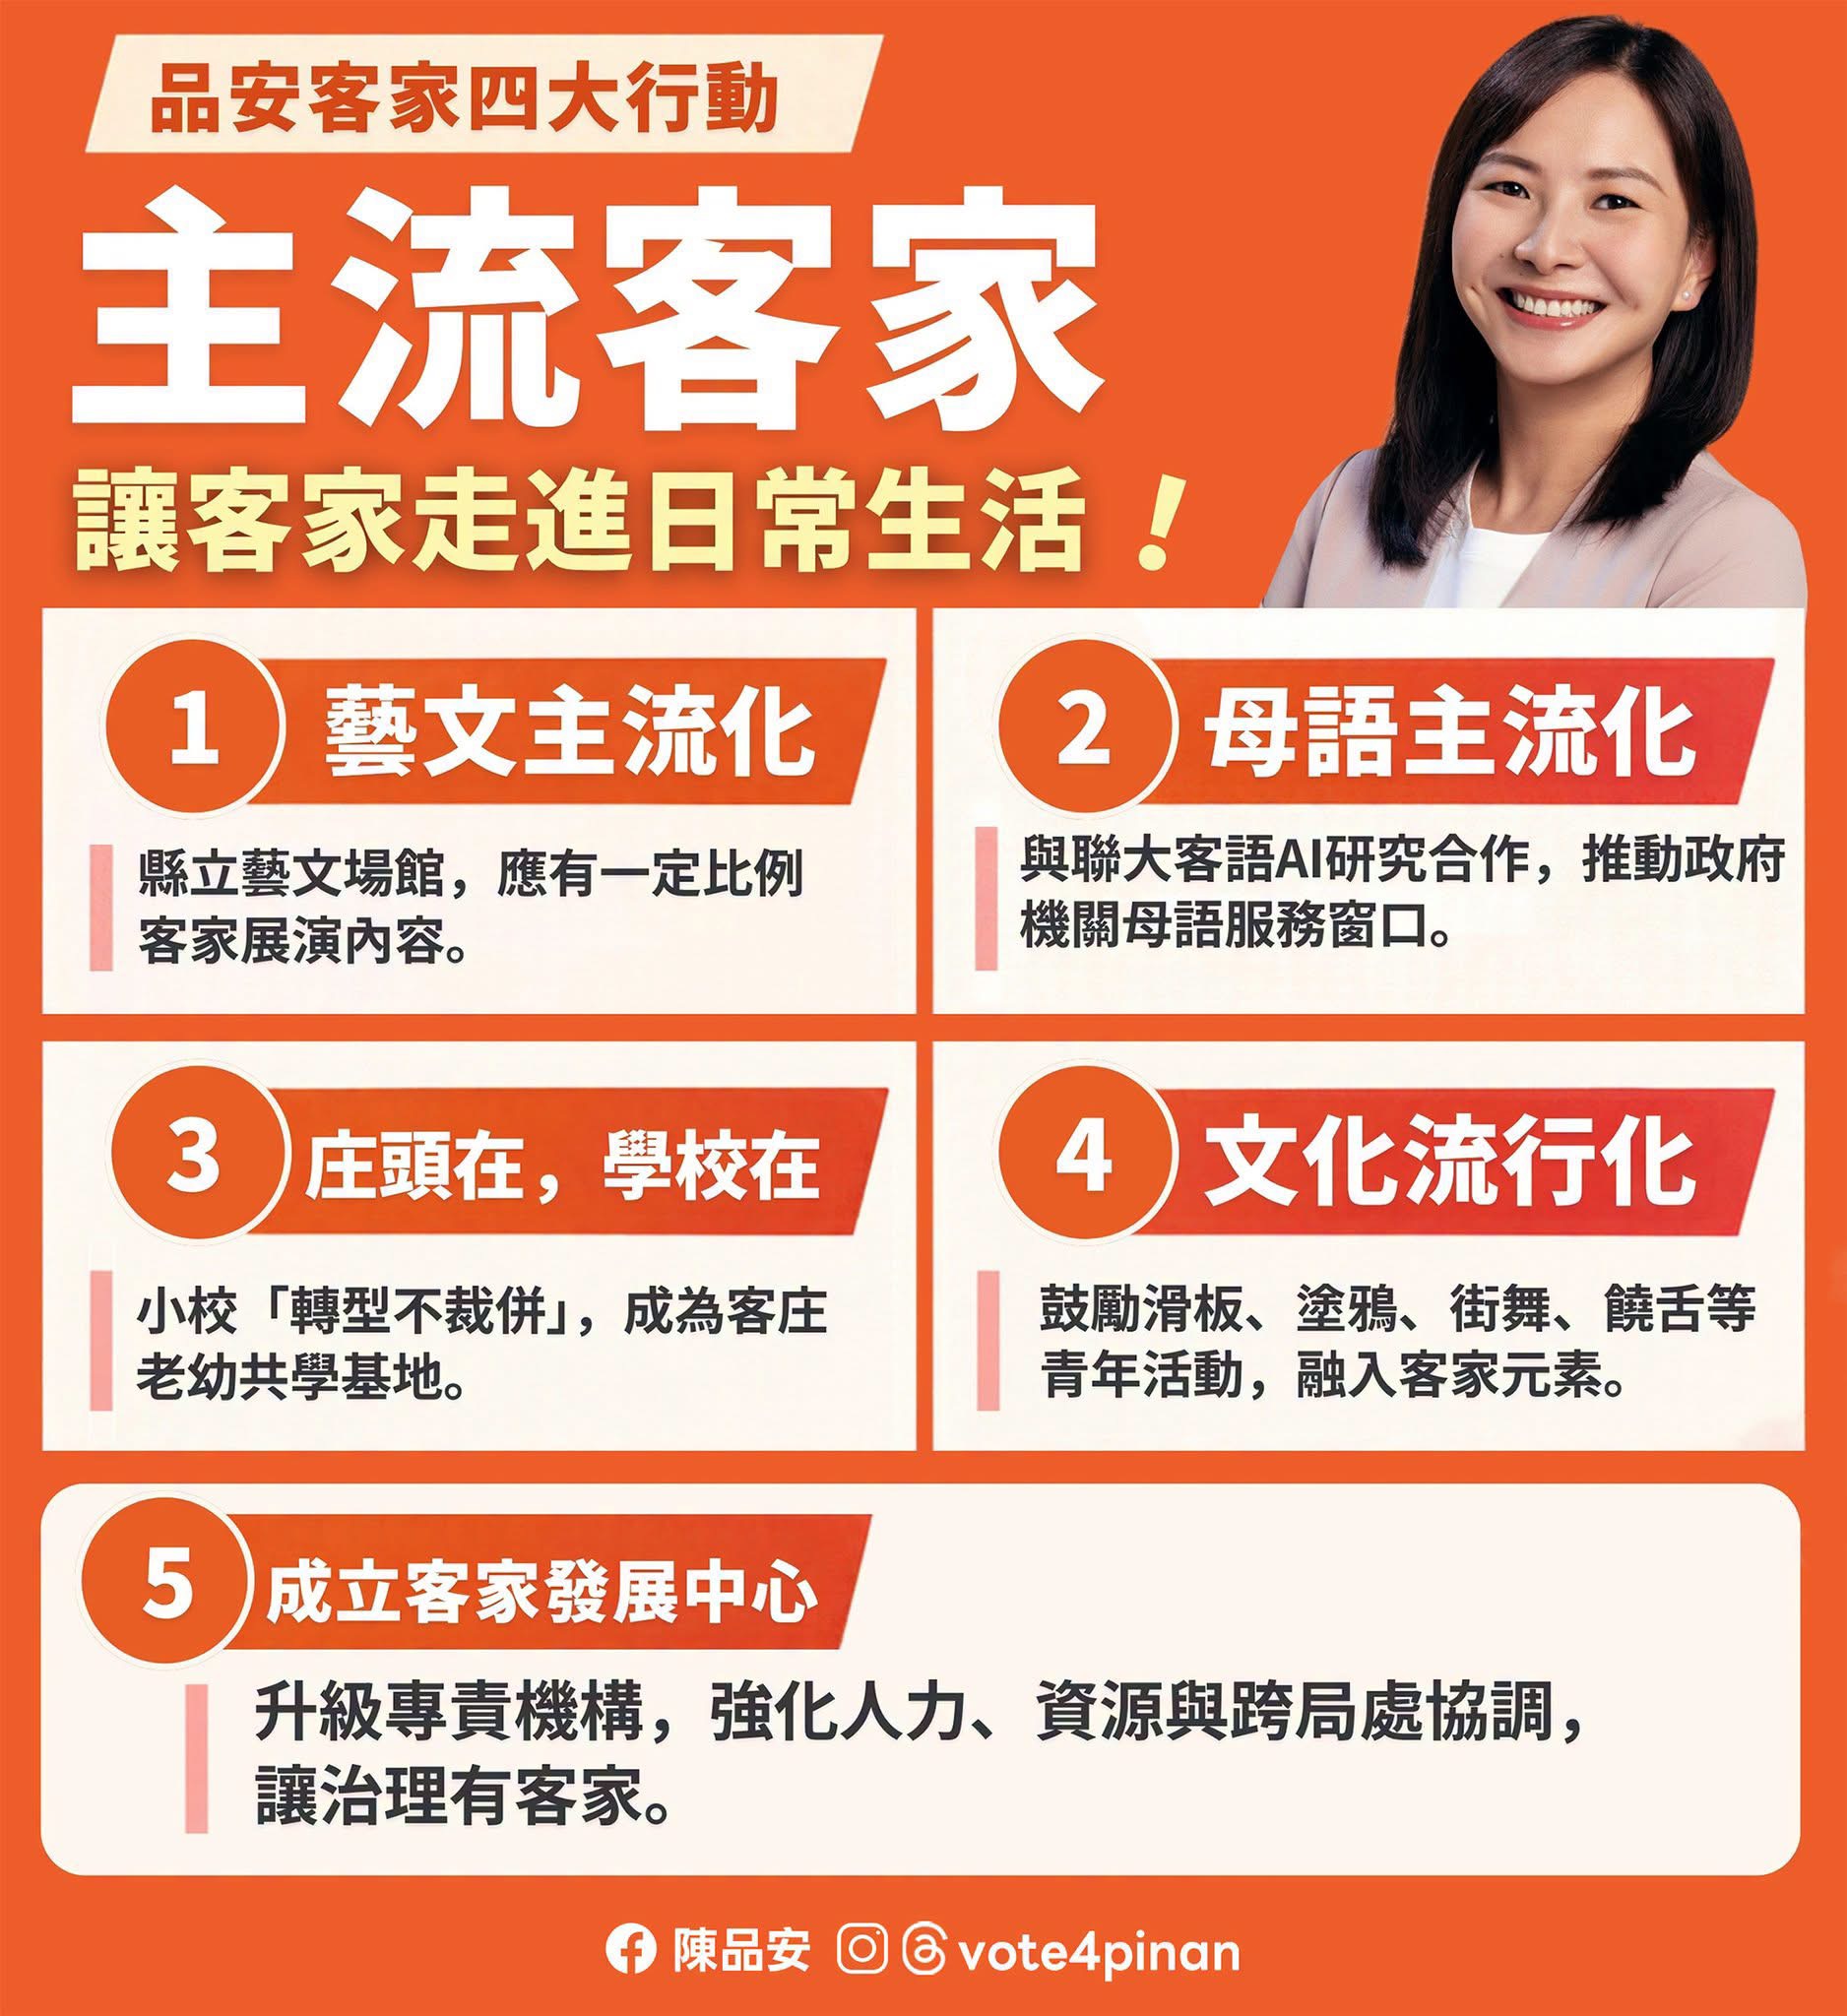 品安客家四大行動
主流客家
讓客家走進日常生活！
1 藝文主流化
縣立藝文場館，應有一定比例
客家展演內容。
2 母語主流化
與聯大客語AI研究合作，推動政府
機關母語服務窗口。
3 庄頭在，學校在
小校「轉型不裁併」，成為客庄
老幼共學基地。
4 文化流行化
鼓勵滑板、塗鴉、街舞、饒舌等
青年活動，融入客家元素。
5 成立客家發展中心
升級專責機構，強化人力、資源與跨局處協調，
讓治理有客家。
陳品安 vote4pinan